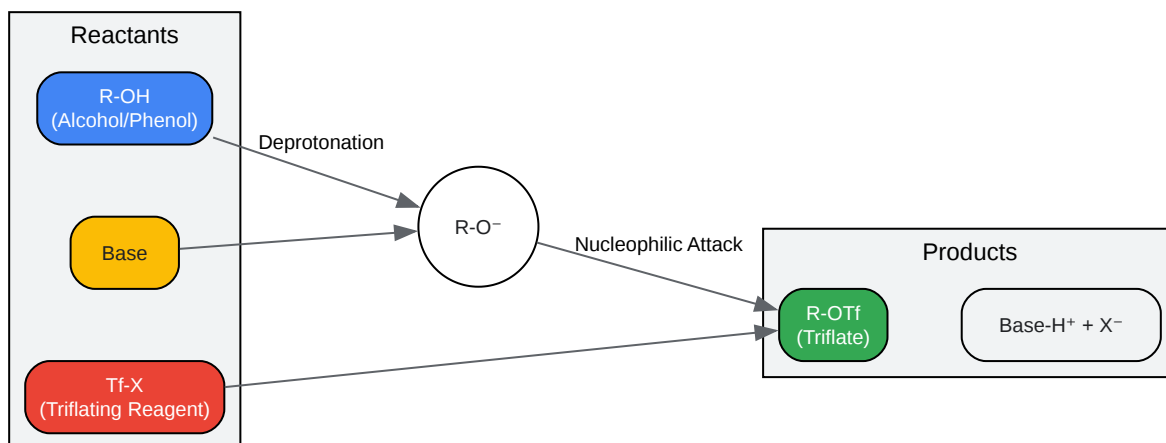 Reactants
R-OH
(Alcohol/Phenol)
Deprotonation
Base
R-O⁻
Nucleophilic Attack
Tf-X
(Triflating Reagent)
Products
R-OTf
(Triflate)
Base-H⁺ + X⁻